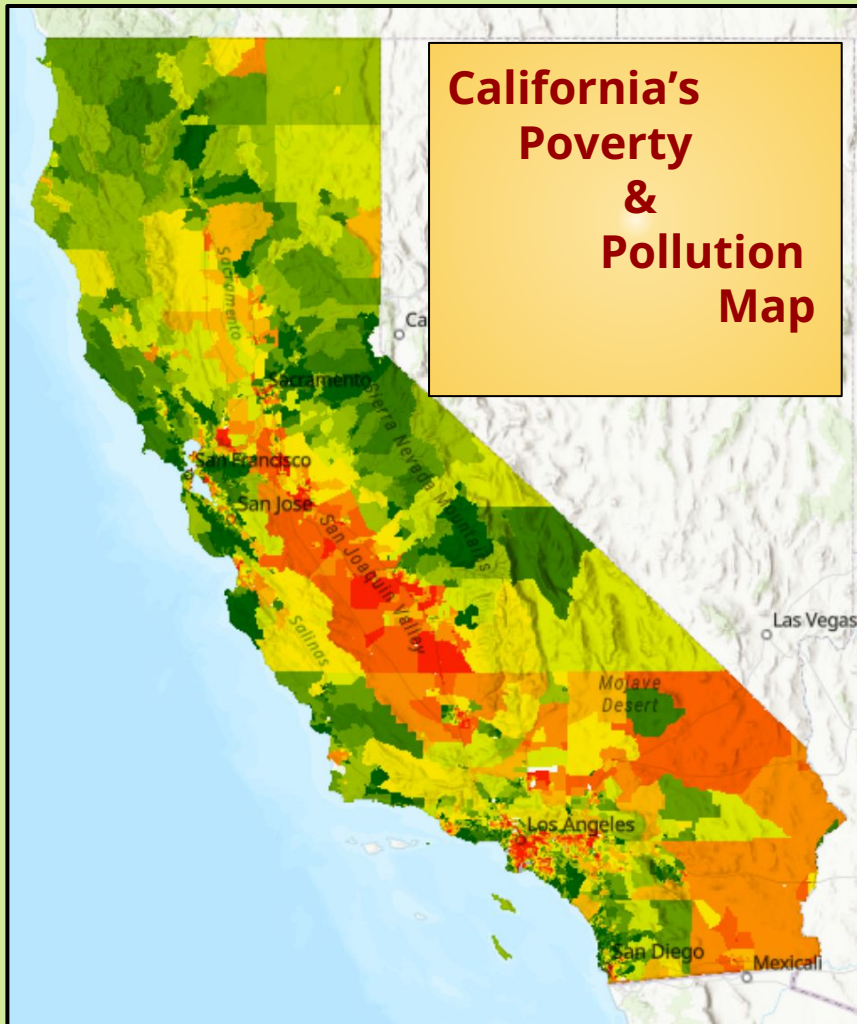 California's
Poverty
&
Pollution
Map
Sacramento
Ca
Sacramento
Sierra Nevada Mountains
San Francisco
San Jose
San Joaquin Valley
Salinas
Las Vegas
Mojave
Desert
Los Angeles
San Diego
Mexicali